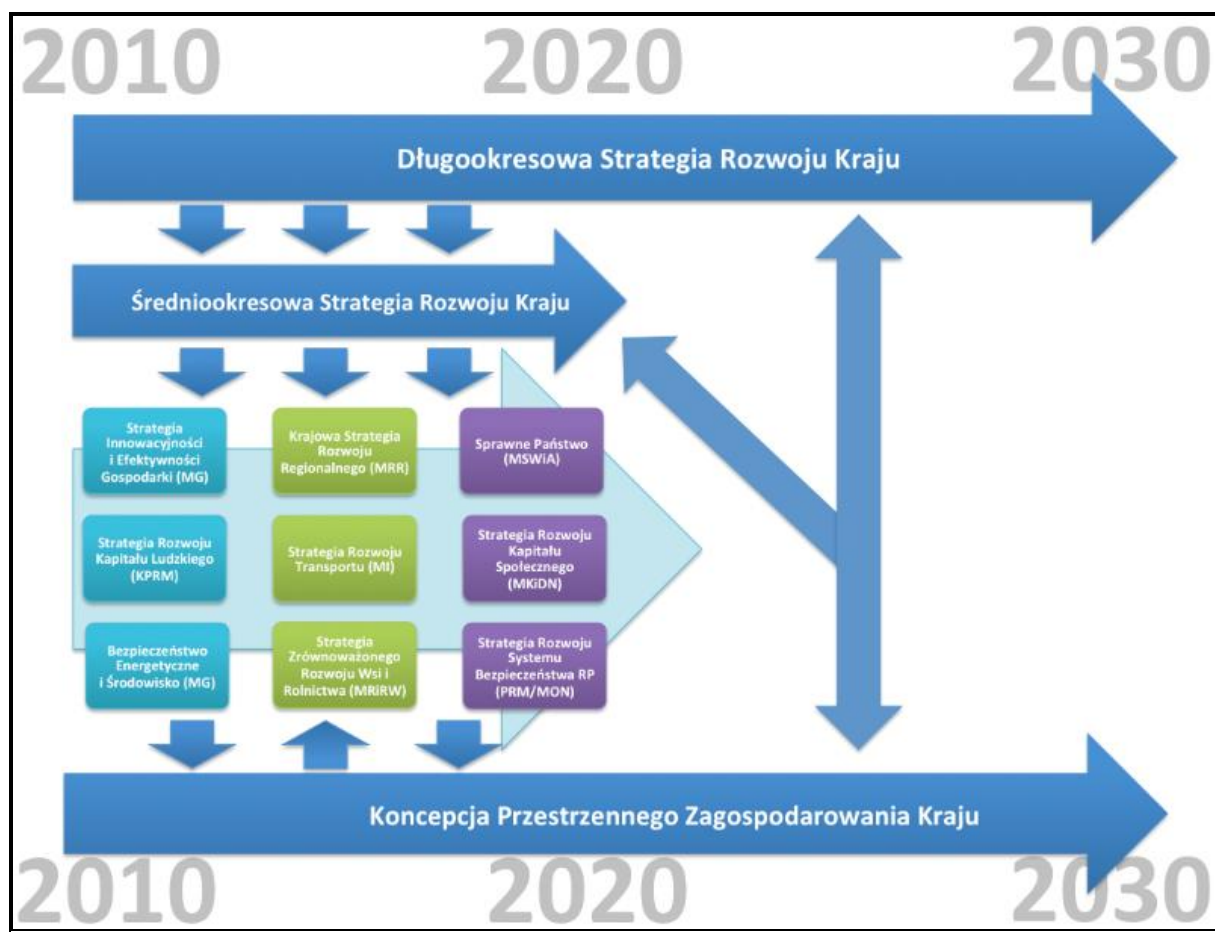 2010 2020 2030
Długookresowa Strategia Rozwoju Kraju
Średniookresowa Strategia Rozwoju Kraju
Strategia
Innowacyjności
i Efektywności
Gospodarki (MG)
Krajowa Strategia
Rozwoju
Regionalnego (MRR)
Sprawne Państwo
(MSWiA)
Strategia Rozwoju
Kapitału Ludzkiego
(KPRM)
Strategia Rozwoju
Transportu (MI)
Strategia Rozwoju
Kapitału
Społecznego
(MKiDN)
Bezpieczeństwo
Energetyczne
i Środowisko (MG)
Strategia
Zrównoważonego
Rozwoju Wsi i
Rolnictwa (MRiRW)
Strategia Rozwoju
Systemu
Bezpieczeństwa RP
(PRM/MON)
Koncepcja Przestrzennego Zagospodarowania Kraju
2010 2020 2030